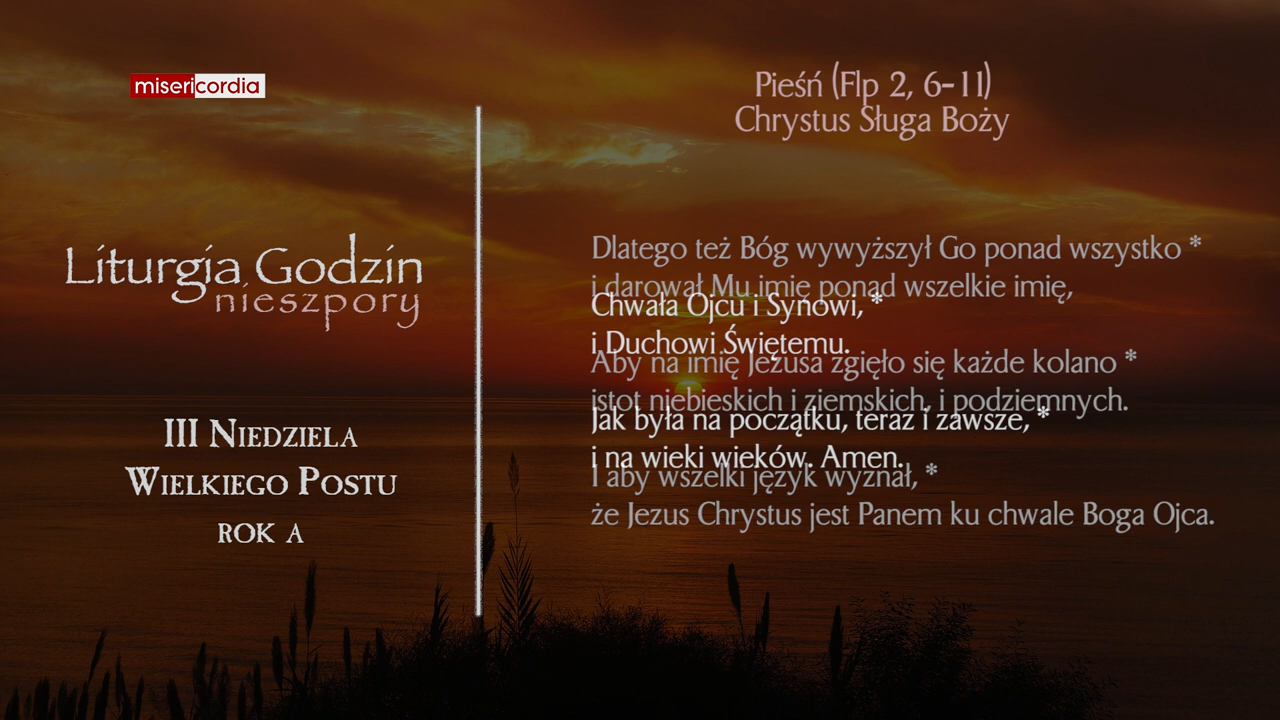 misericordia
Liturgia Godzin
nieszpory
III Niedziela
Wielkiego Postu
rok A
Pieśń (Flp 2, 6-11)
Chrystus Sługa Boży
Dlatego też Bóg wywyższył Go ponad wszystko *
i darował Mu imię ponad wszelkie imię,
Chwała Ojcu i Synowi, *
i Duchowi Świętemu.
Aby na imię Jezusa zgięło się każde kolano *
istot niebieskich i ziemskich, i podziemnych.
Jak była na początku, teraz i zawsze, *
i na wieki wieków. Amen.
I aby wszelki język wyznał, *
że Jezus Chrystus jest Panem ku chwale Boga Ojca.